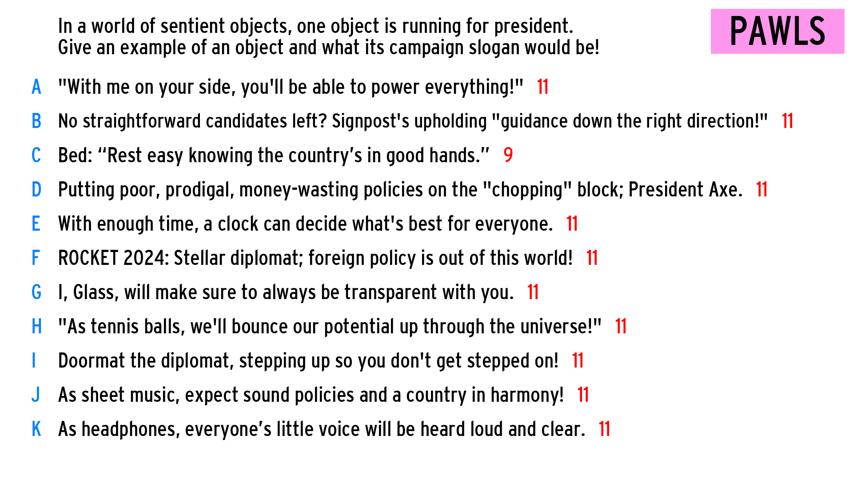 In a world of sentient objects, one object is running for president.
Give an example of an object and what its campaign slogan would be!
PAWLS
A "With me on your side, you'll be able to power everything!" 11
B No straightforward candidates left? Signpost's upholding "guidance down the right direction!" 11
C Bed: “Rest easy knowing the country’s in good hands.” 9
D Putting poor, prodigal, money-wasting policies on the "chopping" block; President Axe. 11
E With enough time, a clock can decide what's best for everyone. 11
F ROCKET 2024: Stellar diplomat; foreign policy is out of this world! 11
G I, Glass, will make sure to always be transparent with you. 11
H "As tennis balls, we'll bounce our potential up through the universe!" 11
I Doormat the diplomat, stepping up so you don't get stepped on! 11
J As sheet music, expect sound policies and a country in harmony! 11
K As headphones, everyone’s little voice will be heard loud and clear. 11